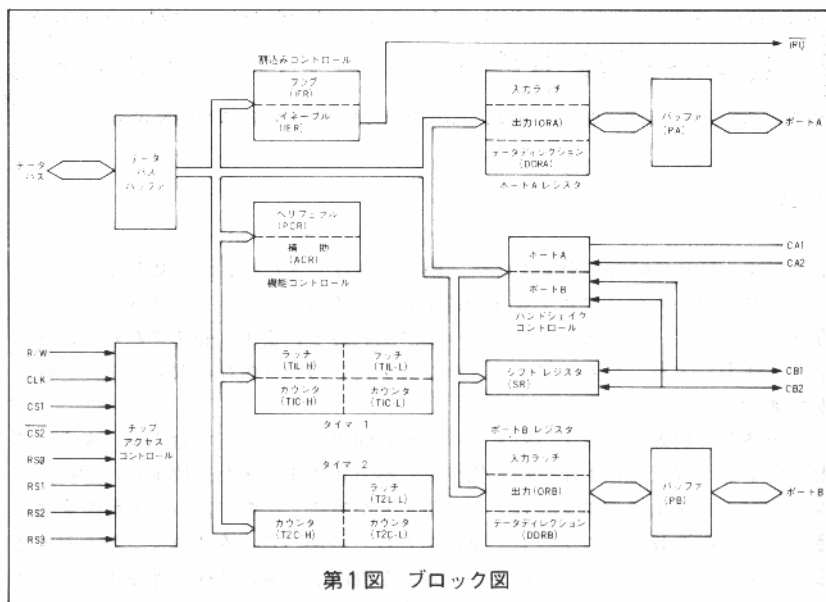 割込みコントロール
フラグ
(IFR)
イネーブル
(IER)
IRQ
入力ラッチ
出力(ORA)
データディレクション
(DDRA)
ポートAレジスタ
バッファ
(PA)
ポートA
データ
バス
データ
バス
バッファ
ペリフェラル
(PCR)
補助
(ACR)
機能コントロール
ポートA
ポートB
ハンドシェイク
コントロール
CA1
CA2
R/W
CLK
CS1
CS2
RS0
RS1
RS2
RS3
チップ
アクセス
コントロール
ラッチ
(T1L-H)
ラッチ
(T1L-L)
カウンタ
(T1C-H)
カウンタ
(T1C-L)
タイマ 1
シフトレジスタ
(SR)
CB1
CB2
タイマ 2
ラッチ
(T2L-L)
カウンタ
(T2C-H)
カウンタ
(T2C-L)
ポートBレジスタ
入力ラッチ
出力(ORB)
データディレクション
(DDRB)
バッファ
(PB)
ポートB
第1図 ブロック図